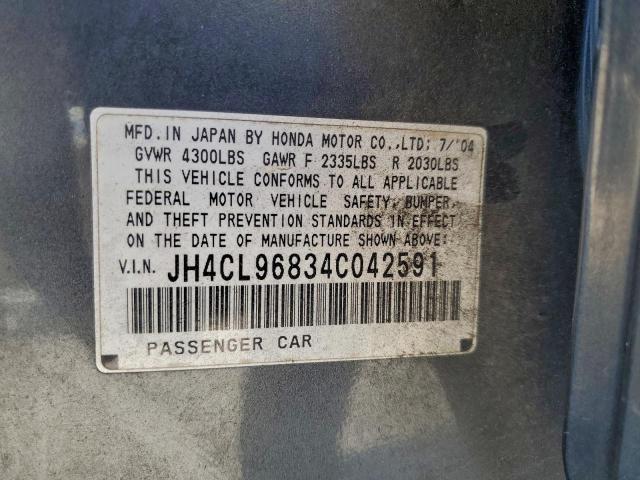 MFD. IN JAPAN BY HONDA MOTOR CO.,LTD: 7/'04
GVWR 4300LBS GAWR F 2335LBS R 2030LBS
THIS VEHICLE CONFORMS TO ALL APPLICABLE
FEDERAL MOTOR VEHICLE SAFETY, BUMPER,
AND THEFT PREVENTION STANDARDS IN EFFECT
ON THE DATE OF MANUFACTURE SHOWN ABOVE:
V.I.N. JH4CL96834C042591
PASSENGER CAR